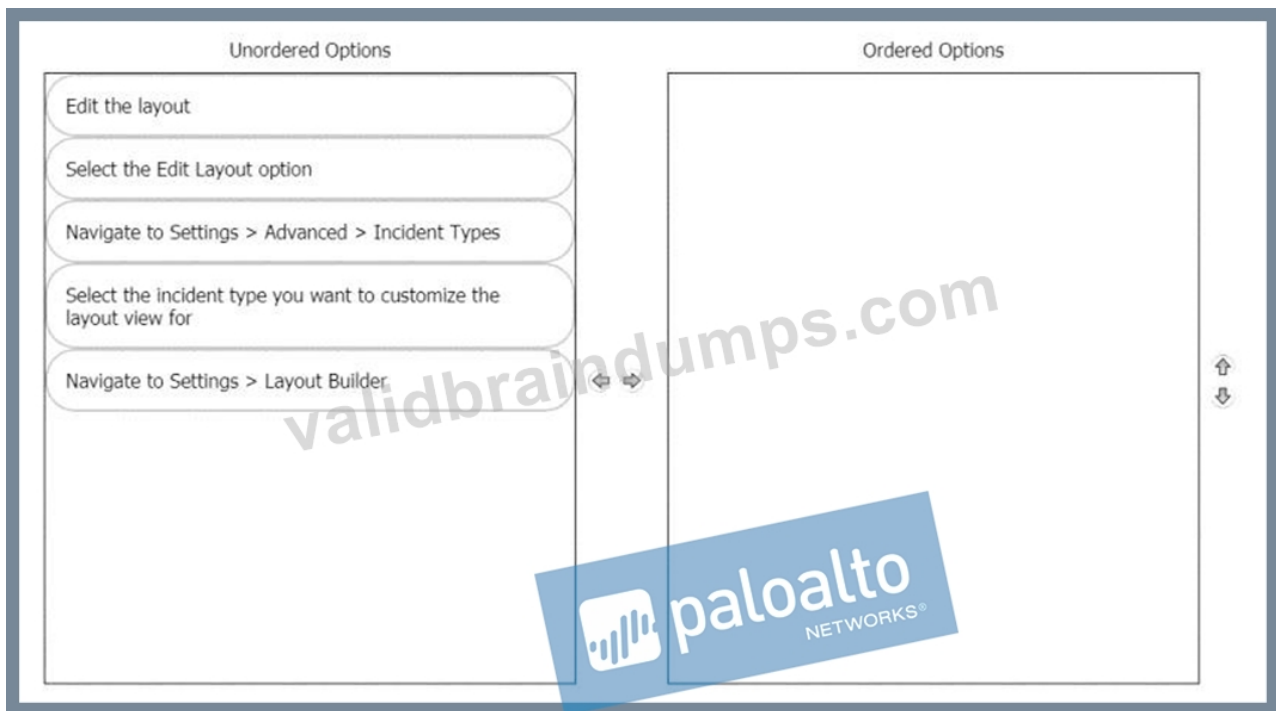 Unordered Options
Ordered Options
Edit the layout
Select the Edit Layout option
Navigate to Settings > Advanced > Incident Types
Select the incident type you want to customize the
layout view for
Navigate to Settings > Layout Builder
validbraindumps.com
paloalto
NETWORKS®